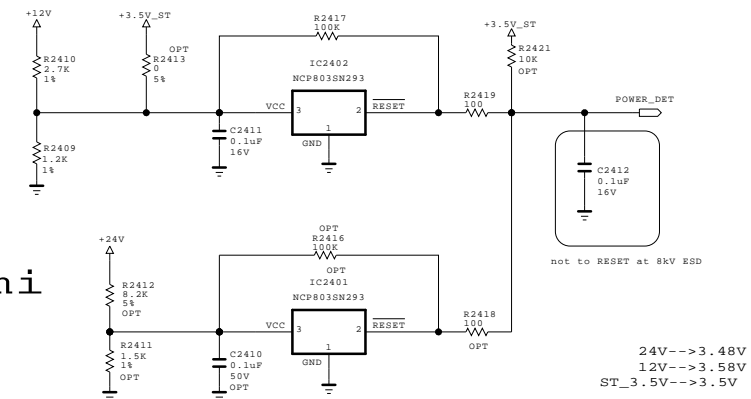 +12V
+3.5V_ST
R2417
100K
+3.5V_ST
R2410
2.7K
1%
OPT
R2413
0
5%
R2421
10K
OPT
IC2402
NCP803SN293
R2419
100
POWER_DET
VCC
3
2
RESET
1
GND
R2409
1.2K
1%
C2411
0.1uF
16V
C2412
0.1uF
16V
not to RESET at 8kV ESD
+24V
OPT
R2416
100K
OPT
R2412
8.2K
5%
OPT
IC2401
NCP803SN293
R2418
100
OPT
VCC
3
2
RESET
1
GND
R2411
1.5K
1%
OPT
C2410
0.1uF
50V
OPT
24V-->3.48V
12V-->3.58V
ST_3.5V-->3.5V